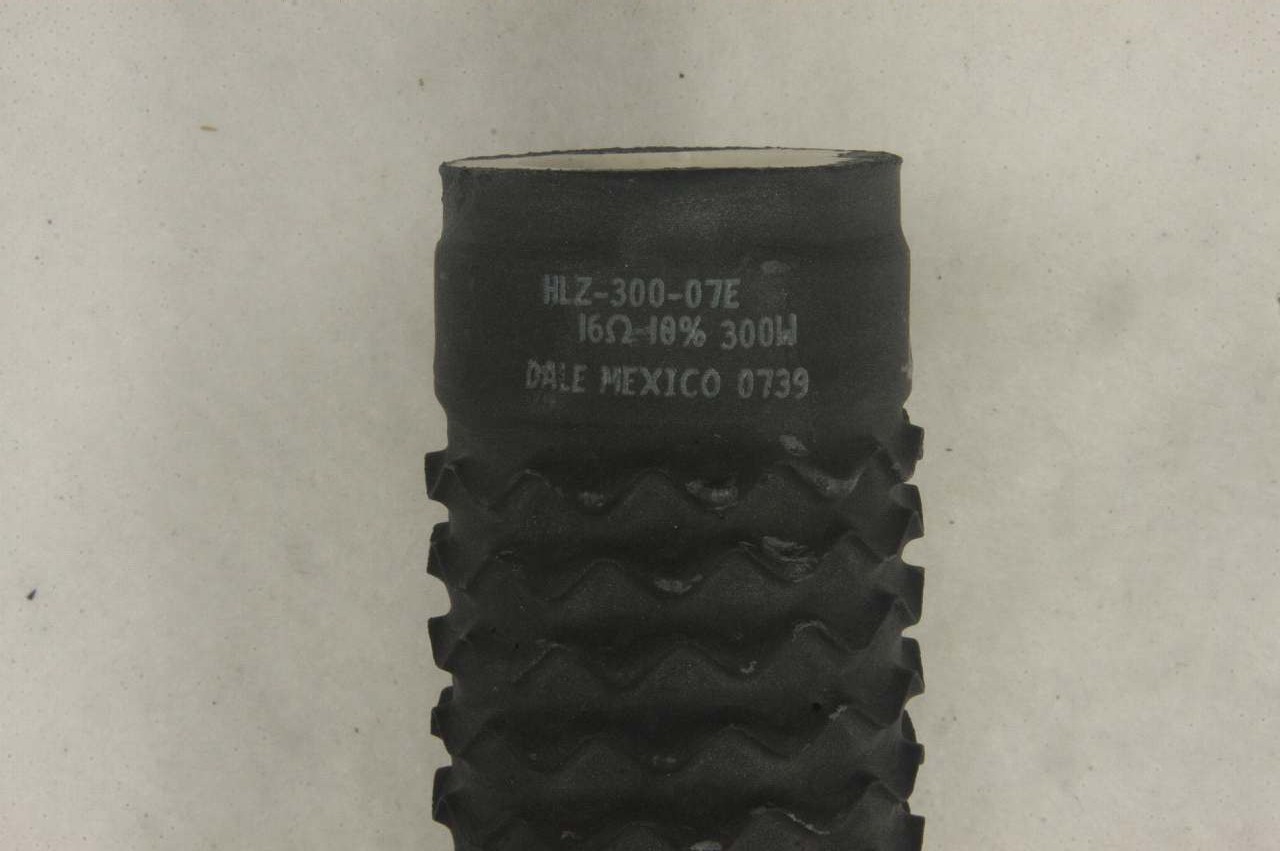 HLZ-300-07E
16Ω-10% 300W
DALE MEXICO 0739